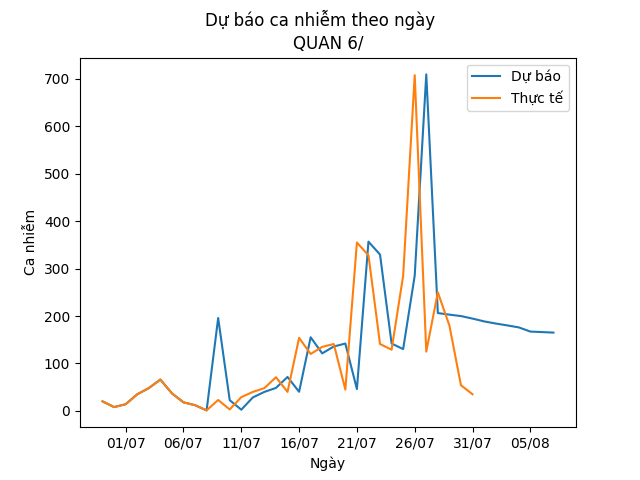 Dự báo ca nhiễm theo ngày
QUAN 6/
Dự báo
Thực tế
Ca nhiễm
700
600
500
400
300
200
100
0
01/07 06/07 11/07 16/07 21/07 26/07 31/07 05/08
Ngày